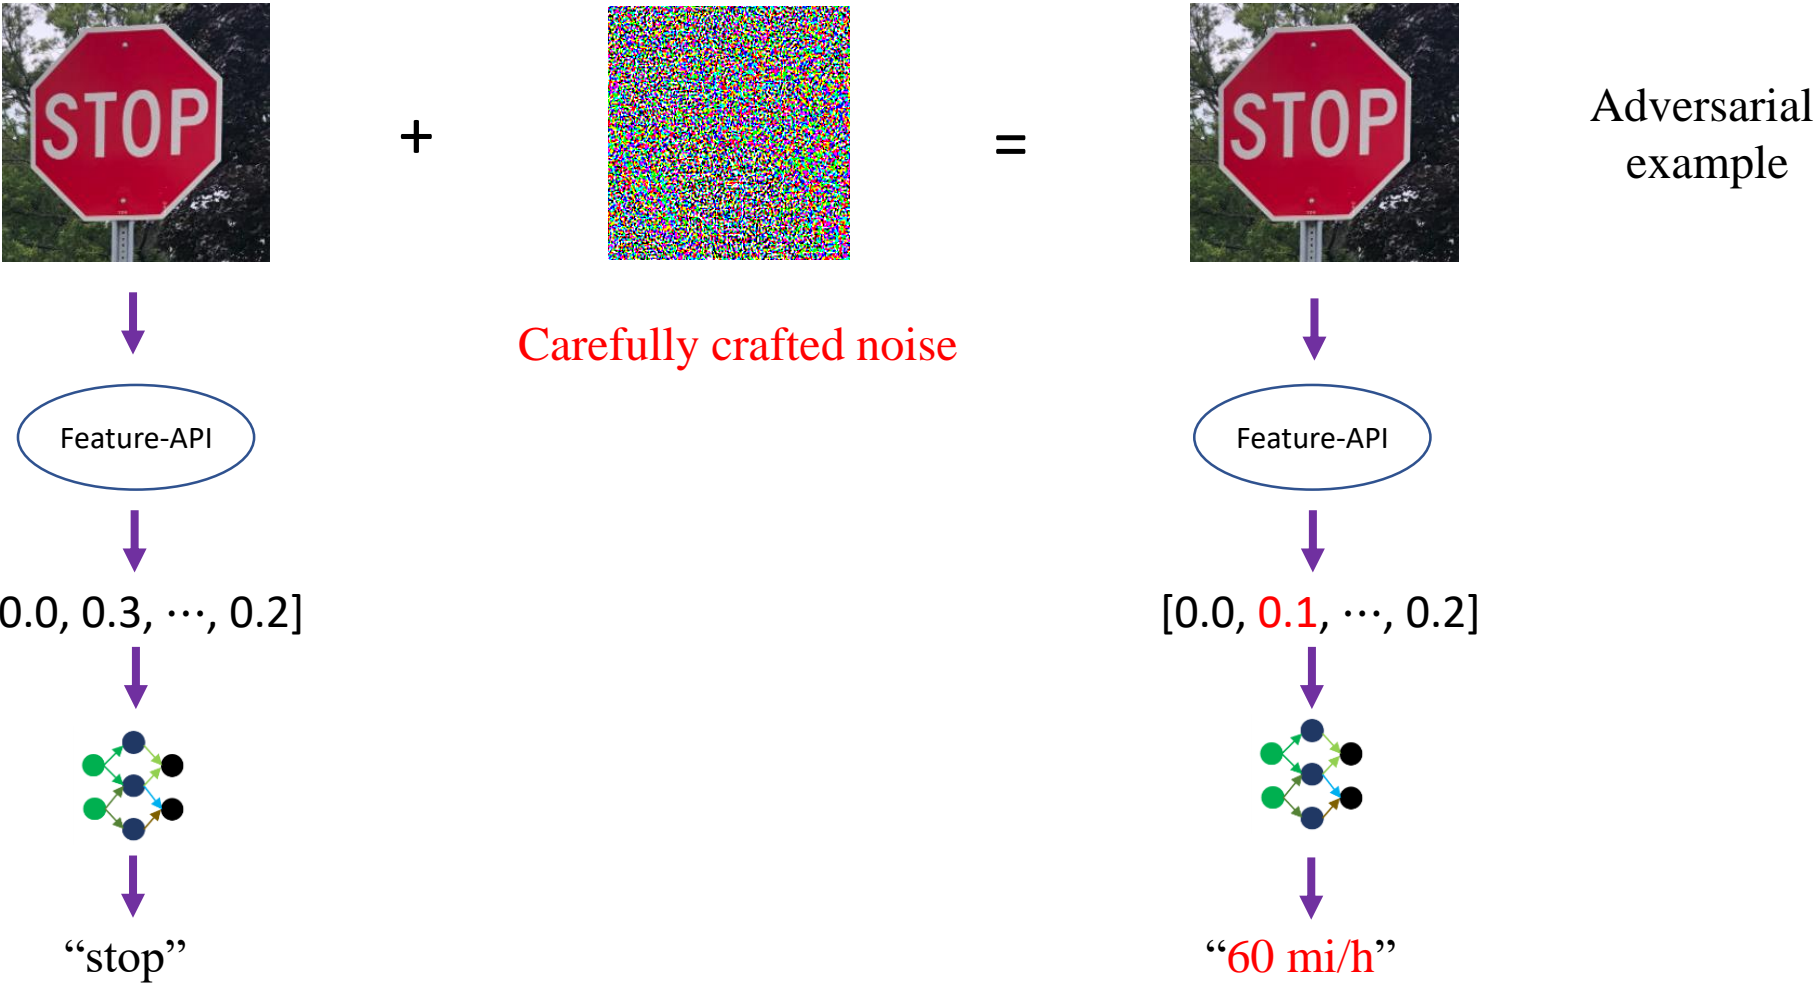 STOP
+
=
STOP
Adversarial
example
Carefully crafted noise
Feature-API
Feature-API
0.0, 0.3, ···, 0.2]
[0.0, 0.1, ···, 0.2]
“stop”
“60 mi/h”